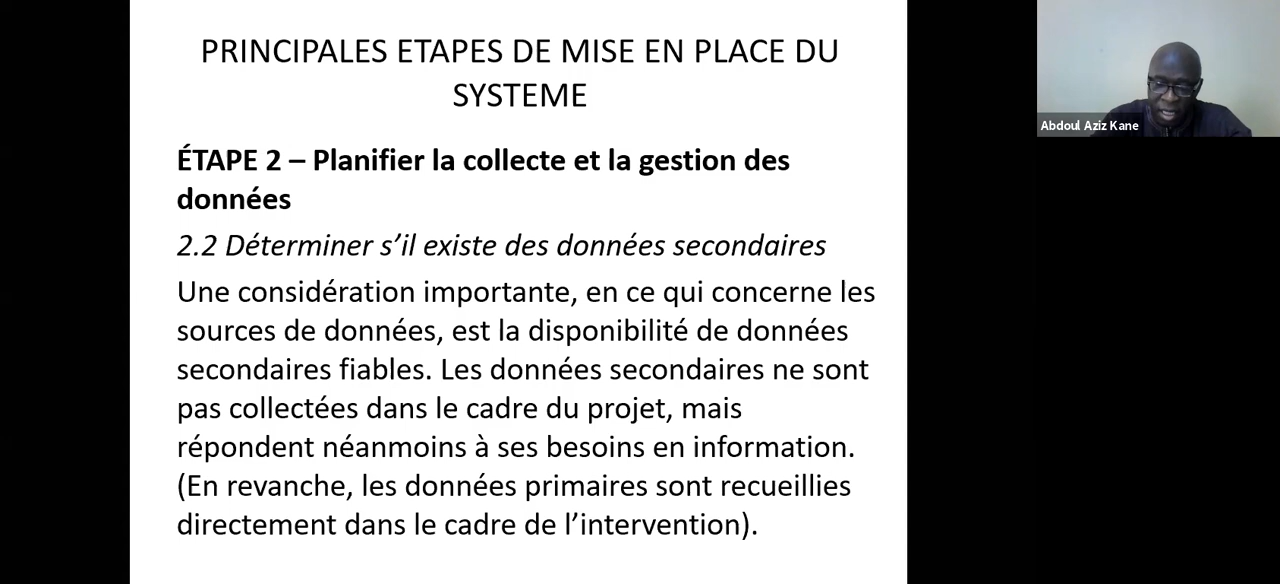 PRINCIPALES ETAPES DE MISE EN PLACE DU
SYSTEME
ÉTAPE 2 – Planifier la collecte et la gestion des
données
2.2 Déterminer s’il existe des données secondaires
Une considération importante, en ce qui concerne les
sources de données, est la disponibilité de données
secondaires fiables. Les données secondaires ne sont
pas collectées dans le cadre du projet, mais
répondent néanmoins à ses besoins en information.
(En revanche, les données primaires sont recueillies
directement dans le cadre de l’intervention).
Abdoul Aziz Kane